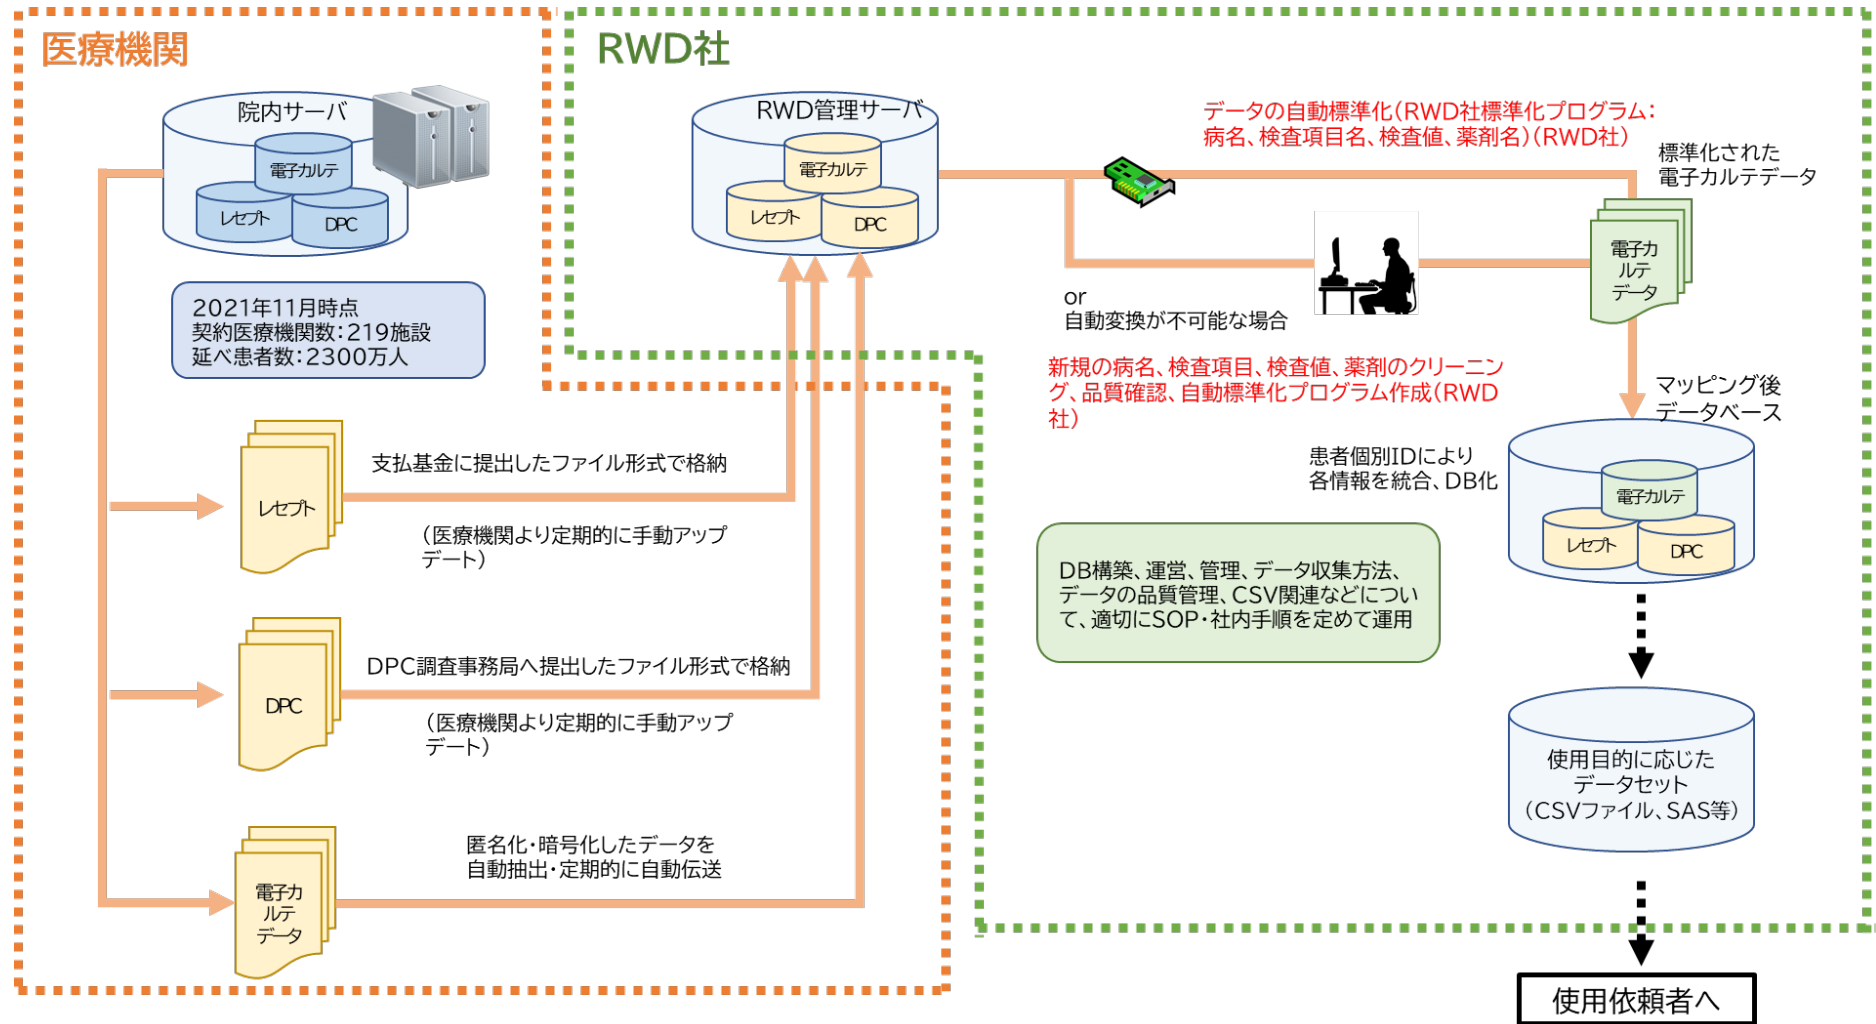 医療機関
院内サーバ
電子カルテ
レセプト
DPC
2021年11月時点
契約医療機関数：219施設
延べ患者数：2300万人
レセプト
支払基金に提出したファイル形式で格納
（医療機関より定期的に手動アップ
デート）
DPC
DPC調査事務局へ提出したファイル形式で格納
（医療機関より定期的に手動アップ
デート）
電子カ
ルテ
データ
匿名化・暗号化したデータを
自動抽出・定期的に自動伝送
RWD社
RWD管理サーバ
電子カルテ
レセプト
DPC
データの自動標準化（RWD社標準化プログラム：
病名、検査項目名、検査値、薬剤名）（RWD社）
標準化された
電子カルテデータ
電子カ
ルテ
データ
or
自動変換が不可能な場合
新規の病名、検査項目、検査値、薬剤のクリーニン
グ、品質確認、自動標準化プログラム作成（RWD
社）
マッピング後
データベース
患者個別IDにより
各情報を統合、DB化
電子カルテ
レセプト
DPC
DB構築、運営、管理、データ収集方法、
データの品質管理、CSV関連などについ
て、適切にSOP・社内手順を定めて運用
使用目的に応じた
データセット
（CSVファイル、SAS等）
使用依頼者へ